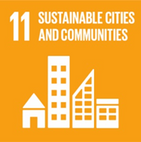 11 SUSTAINABLE CITIES
AND COMMUNITIES